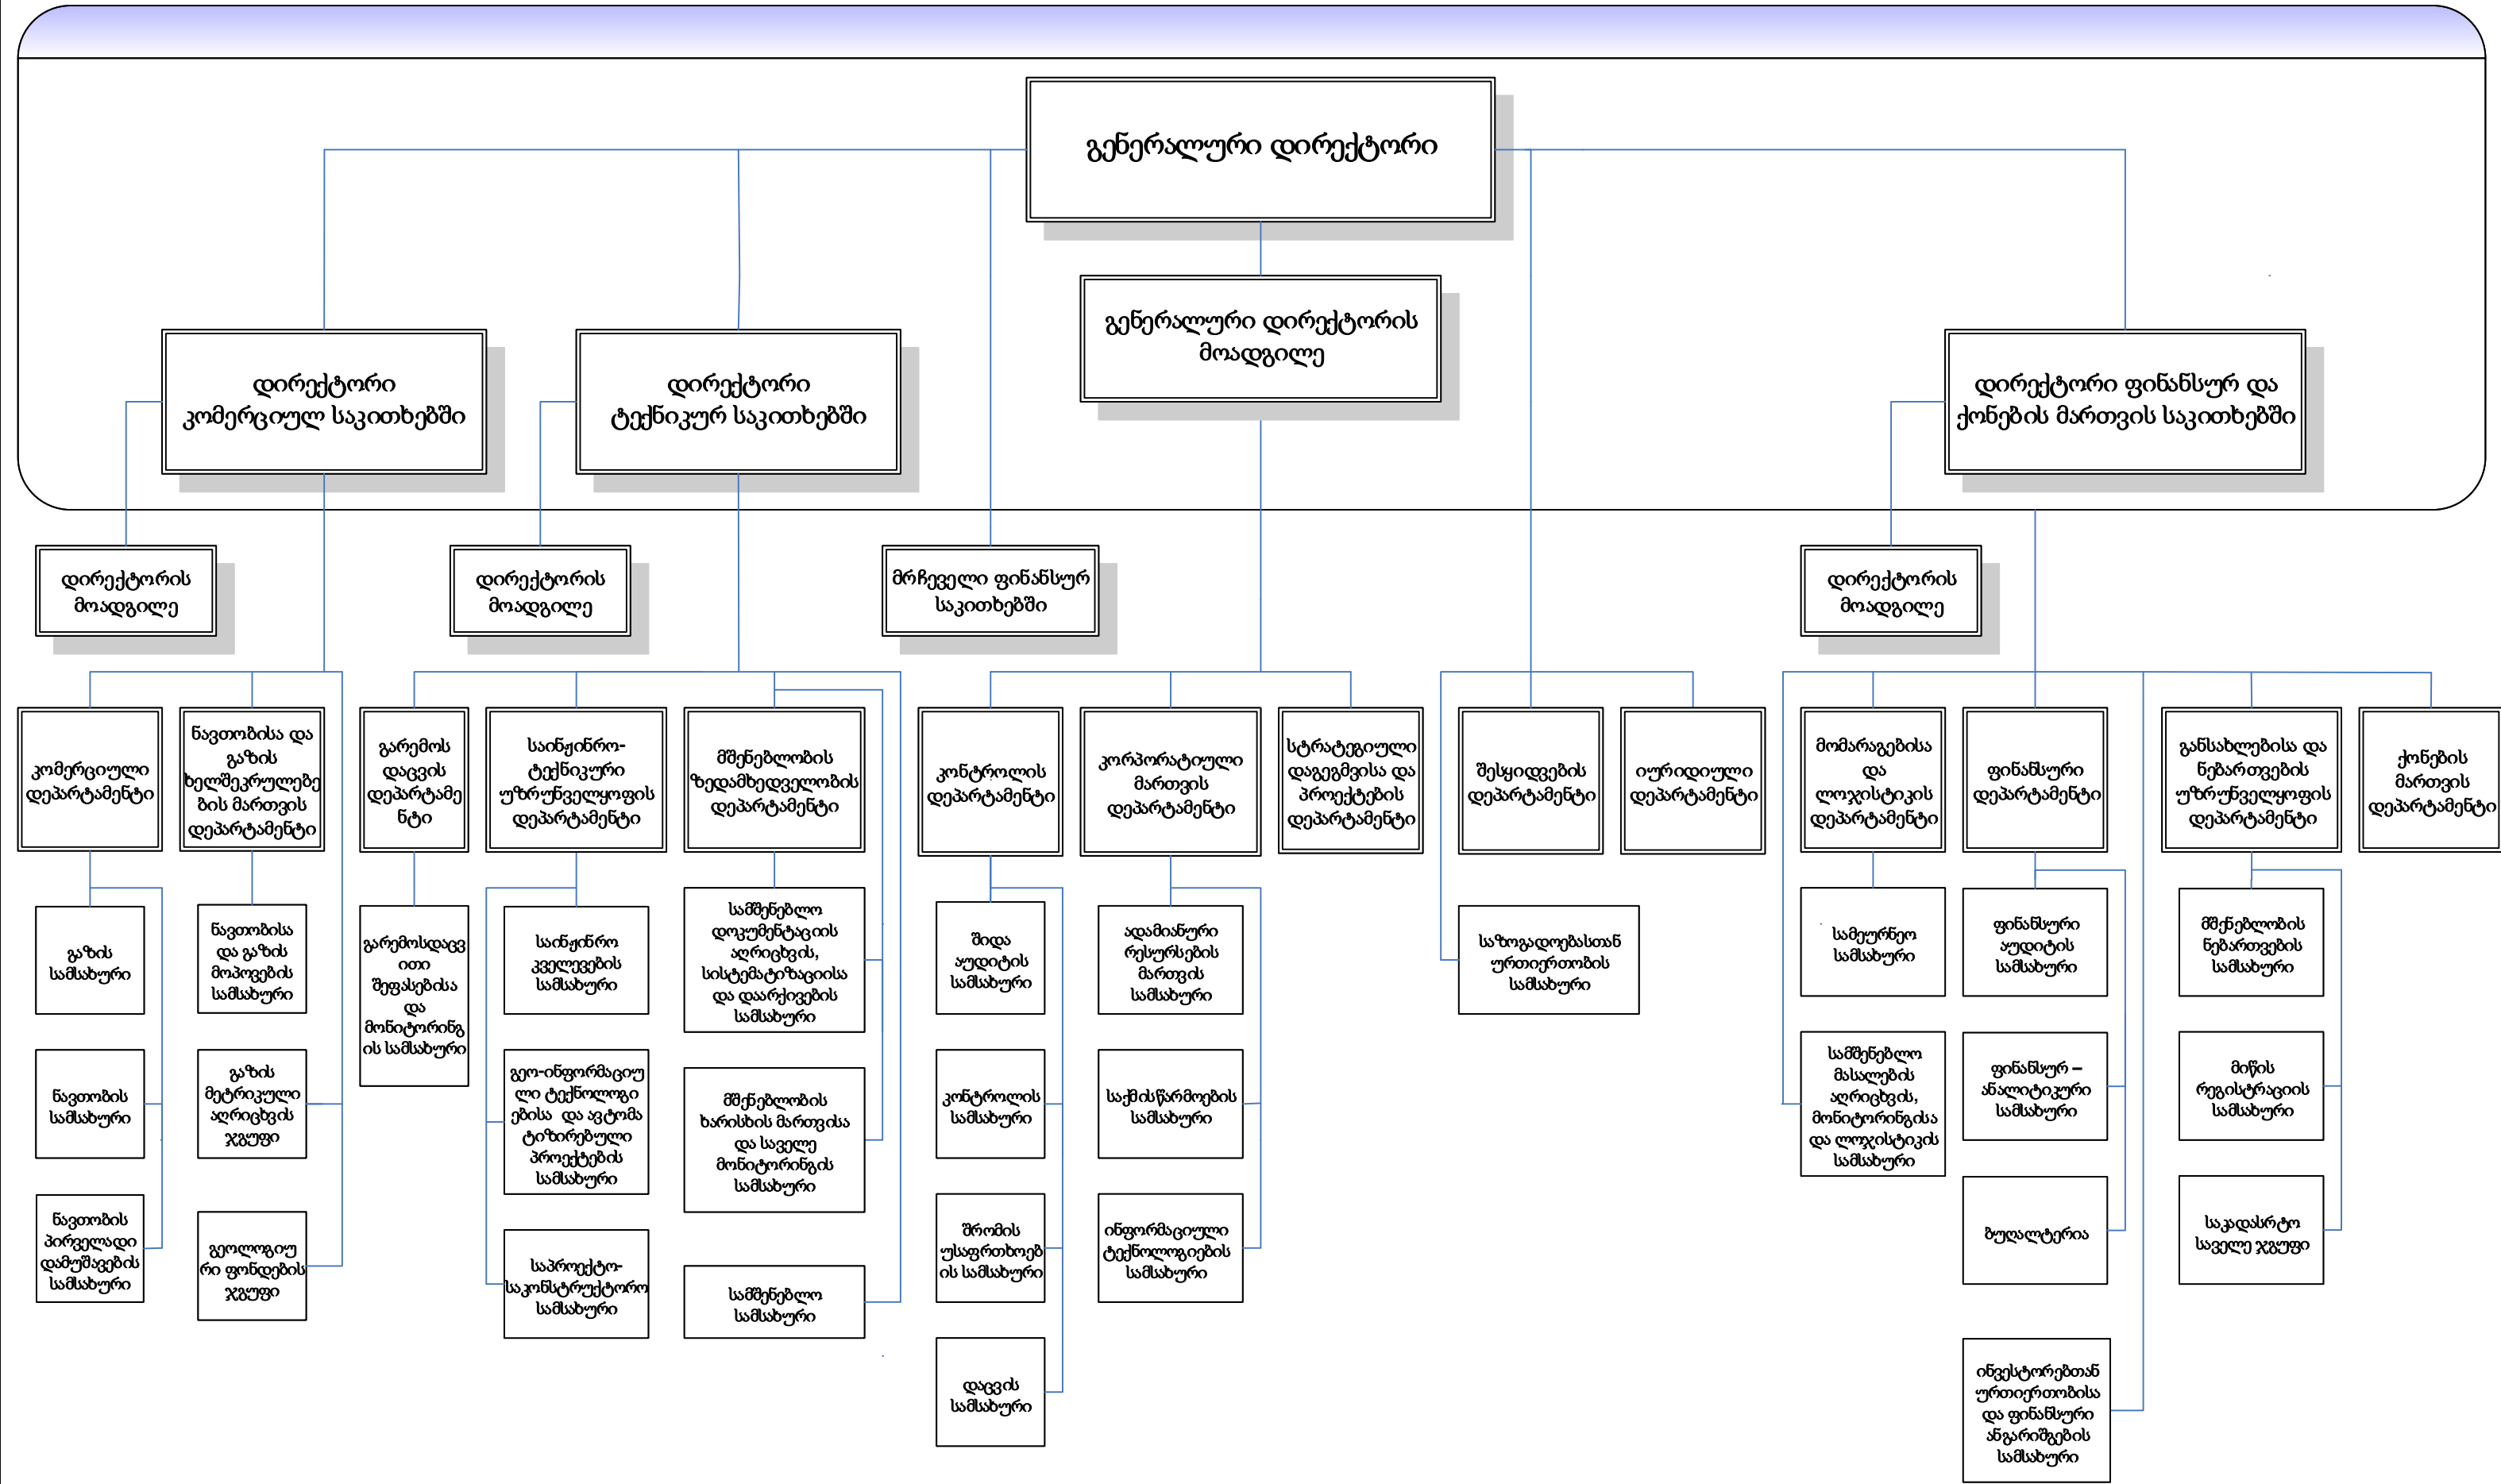 გენერალური დირექტორი
გენერალური დირექტორის
მოადგილე
დირექტორი
კომერციულ საკითხებში
დირექტორი
ტექნიკურ საკითხებში
დირექტორი ფინანსურ და
ქონების მართვის საკითხებში
დირექტორის
მოადგილე
დირექტორის
მოადგილე
მრჩეველი ფინანსურ
საკითხებში
დირექტორის
მოადგილე
კომერციული
დეპარტამენტი
ნავთობისა და
გაზის
ხელშეკრულებე
ბის მართვის
დეპარტამენტი
გარემოს
დაცვის
დეპარტამე
ნტი
საინჟინრო-
ტექნიკური
უზრუნველყოფის
დეპარტამენტი
მშენებლობის
ზედამხედველობის
დეპარტამენტი
კონტროლის
დეპარტამენტი
კორპორატიული
მართვის
დეპარტამენტი
სტრატეგიული
დაგეგმვისა და
პროექტების
დეპარტამენტი
შესყიდვების
დეპარტამენტი
იურიდიული
დეპარტამენტი
მომარაგებისა
და
ლოჯისტიკის
დეპარტამენტი
ფინანსური
დეპარტამენტი
განსახლებისა და
ნებართვების
უზრუნველყოფის
დეპარტამენტი
ქონების
მართვის
დეპარტამენტი
გაზის
სამსახური
ნავთობისა
და გაზის
მოპოვების
სამსახური
გარემოსდაცვ
ითი
შეფასებისა
და
მონიტორინგ
ის სამსახური
საინჟინრო
კვლევების
სამსახური
სამშენებლო
დოკუმენტაციის
აღრიცხვის,
სისტემატიზაციისა
და დაარქივების
სამსახური
შიდა
აუდიტის
სამსახური
ადამიანური
რესურსების
მართვის
სამსახური
საზოგადოებასთან
ურთიერთობის
სამსახური
სამეურნეო
სამსახური
ფინანსური
აუდიტის
სამსახური
მშენებლობის
ნებართვების
სამსახური
ნავთობის
სამსახური
გაზის
მეტრიკული
აღრიცხვის
ჯგუფი
გეო-ინფორმაციუ
ლი ტექნოლოგი
ებისა და ავტომა
ტიზირებული
პროექტების
სამსახური
მშენებლობის
ხარისხის მართვისა
და საველე
მონიტორინგის
სამსახური
კონტროლის
სამსახური
საქმისწარმოების
სამსახური
სამშენებლო
მასალების
აღრიცხვის,
მონიტორინგისა
და ლოჯისტიკის
სამსახური
ფინანსურ –
ანალიტიკური
სამსახური
მიწის
რეგისტრაციის
სამსახური
ნავთობის
პირველადი
დამუშავების
სამსახური
გეოლოგიუ
რი ფონდების
ჯგუფი
საპროექტო-
საკონსტრუქტორო
სამსახური
სამშენებლო
სამსახური
შრომის
უსაფრთხოებ
ის სამსახური
ინფორმაციული
ტექნოლოგიების
სამსახური
ბუღალტერია
საკადასრტო
საველე ჯგუფი
დაცვის
სამსახური
ინვესტორებთან
ურთიერთობისა
და ფინანსური
ანგარიშგების
სამსახური